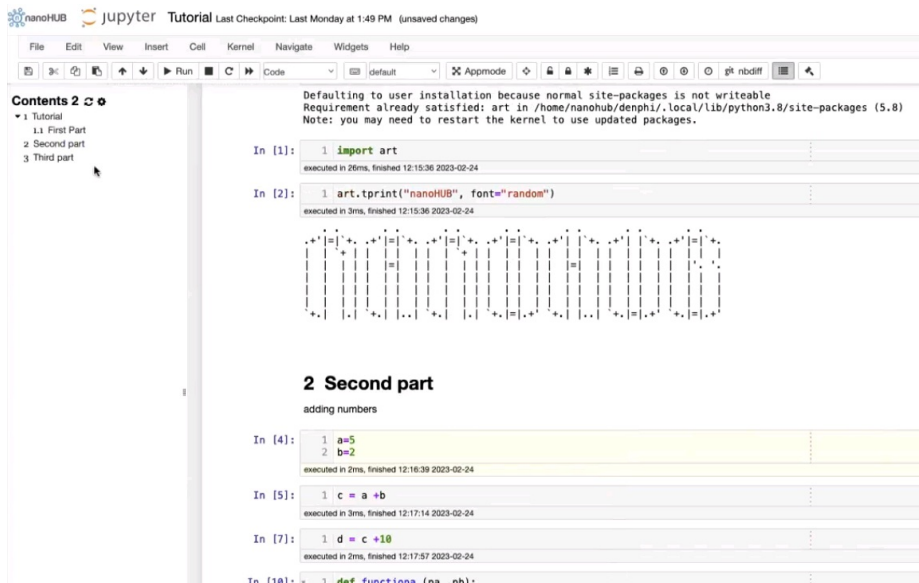 nanoHUB jupyter Tutorial Last Checkpoint: Last Monday at 1:49 PM (unsaved changes)
File Edit View Insert Cell Kernel Navigate Widgets Help
Run Code default Appmode git nbdiff
Contents 2
1 Tutorial
1.1 First Part
2 Second part
3 Third part
Defaulting to user installation because normal site-packages is not writeable
Requirement already satisfied: art in /home/nanohub/denphi/.local/lib/python3.8/site-packages (5.8)
Note: you may need to restart the kernel to use updated packages.
In [1]: 1 import art
executed in 26ms, finished 12:15:36 2023-02-24
In [2]: 1 art.tprint("nanoHUB", font="random")
executed in 3ms, finished 12:15:36 2023-02-24
2 Second part
adding numbers
In [4]: 1 a=5
2 b=2
executed in 2ms, finished 12:16:39 2023-02-24
In [5]: 1 c = a +b
executed in 3ms, finished 12:17:14 2023-02-24
In [7]: 1 d = c +10
executed in 2ms, finished 12:17:57 2023-02-24
In [10]: 1 def functiona (pa, pb):